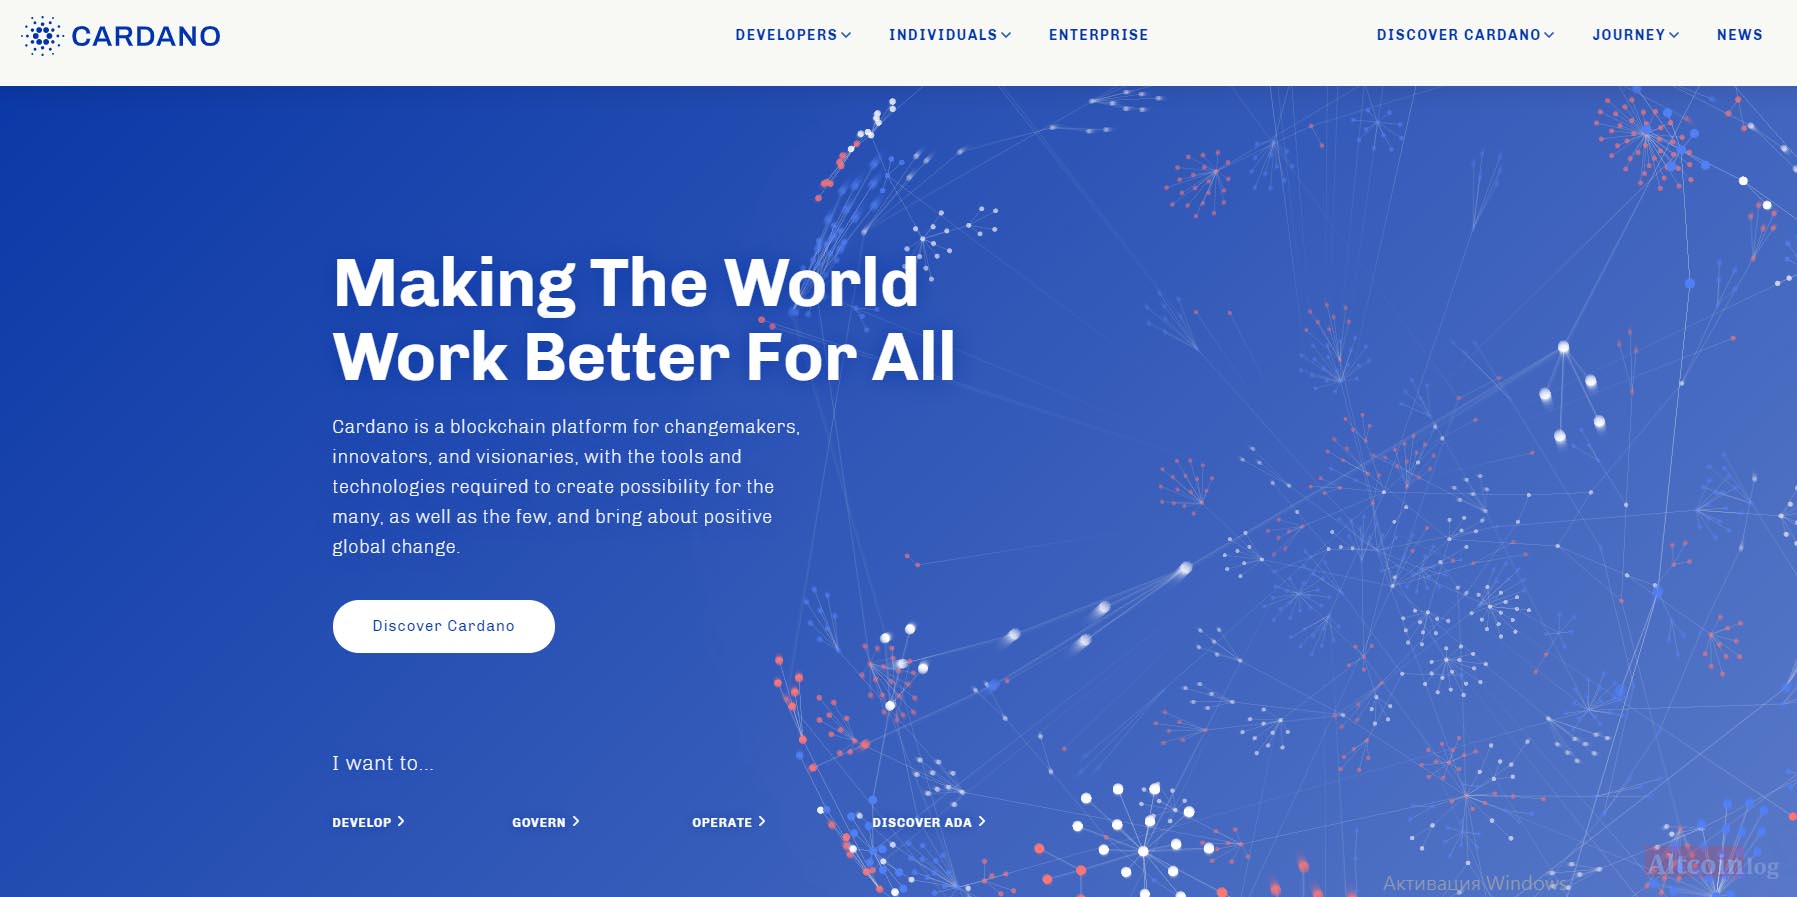 CARDANO
DEVELOPERS
INDIVIDUALS
ENTERPRISE
DISCOVER CARDANO
JOURNEY
NEWS
Making The World
Work Better For All
Cardano is a blockchain platform for changemakers,
innovators, and visionaries, with the tools and
technologies required to create possibility for the
many, as well as the few, and bring about positive
global change.
Discover Cardano
I want to...
DEVELOP
GOVERN
OPERATE
DISCOVER ADA
Активация Windows
Altcoinlog